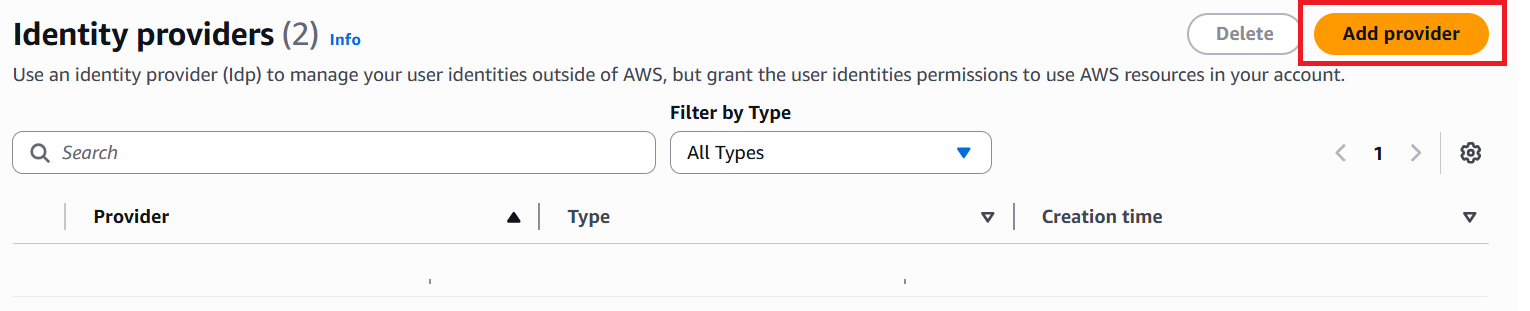 Identity providers (2) Info
Delete
Add provider
Use an identity provider (Idp) to manage your user identities outside of AWS, but grant the user identities permissions to use AWS resources in your account.
Filter by Type
Search
All Types
1
Provider
Type
Creation time